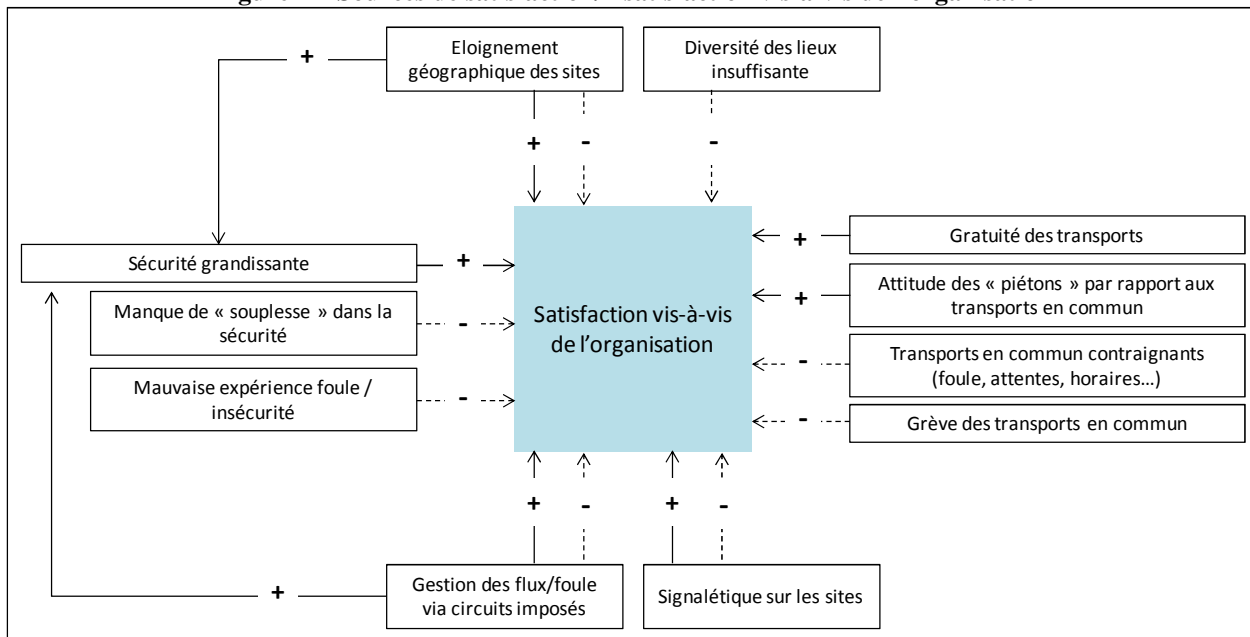 Eloignement
géographique des sites
Diversité des lieux
insuffisante
+
+
-
-
Sécurité grandissante
+
Manque de « souplesse » dans la
sécurité
-
Mauvaise expérience foule /
insécurité
-
Satisfaction vis-à-vis
de l'organisation
+
Gratuité des transports
+
Attitude des « piétons » par rapport aux
transports en commun
-
Transports en commun contraignants
(foule, attentes, horaires...)
-
Grève des transports en commun
+
-
+
-
+
Gestion des flux/foule
via circuits imposés
Signalétique sur les sites